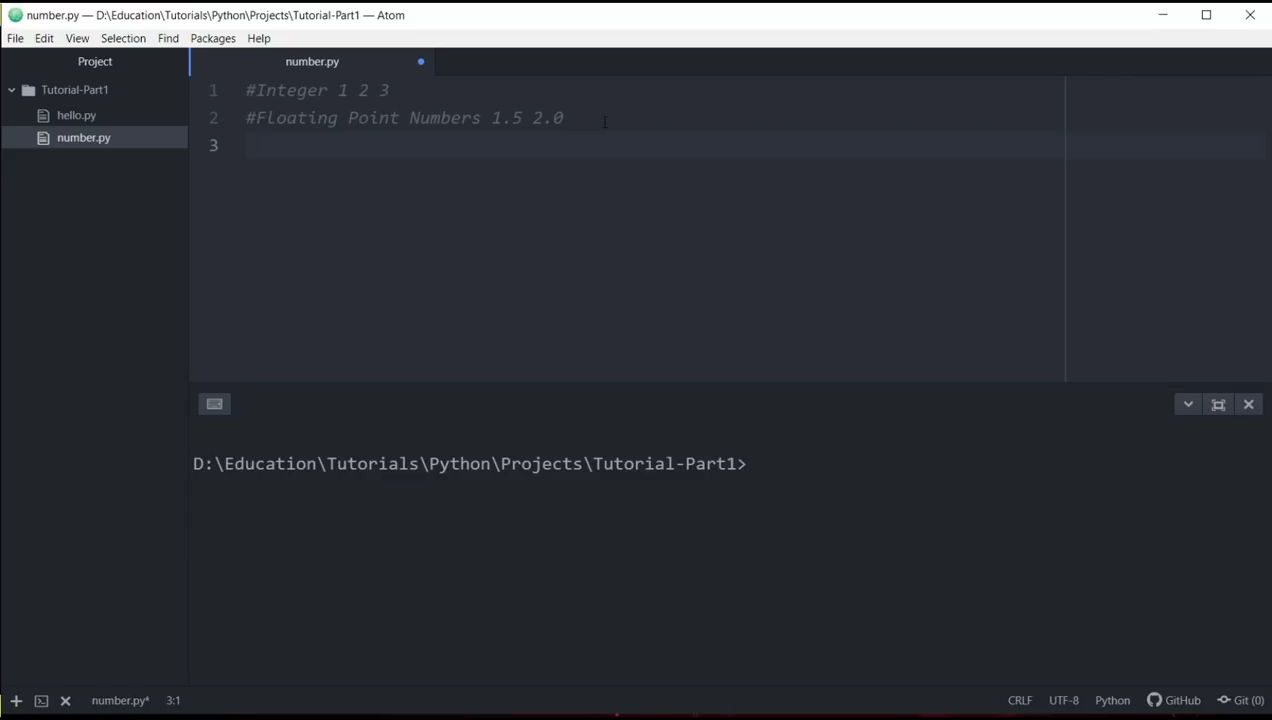 number.py — D:\Education\Tutorials\Python\Projects\Tutorial-Part1 — Atom
File Edit View Selection Find Packages Help
Project
number.py
Tutorial-Part1
hello.py
number.py
1 #Integer 1 2 3
2 #Floating Point Numbers 1.5 2.0
3
D:\Education\Tutorials\Python\Projects\Tutorial-Part1>
number.py* 3:1 CRLF UTF-8 Python GitHub Git (0)